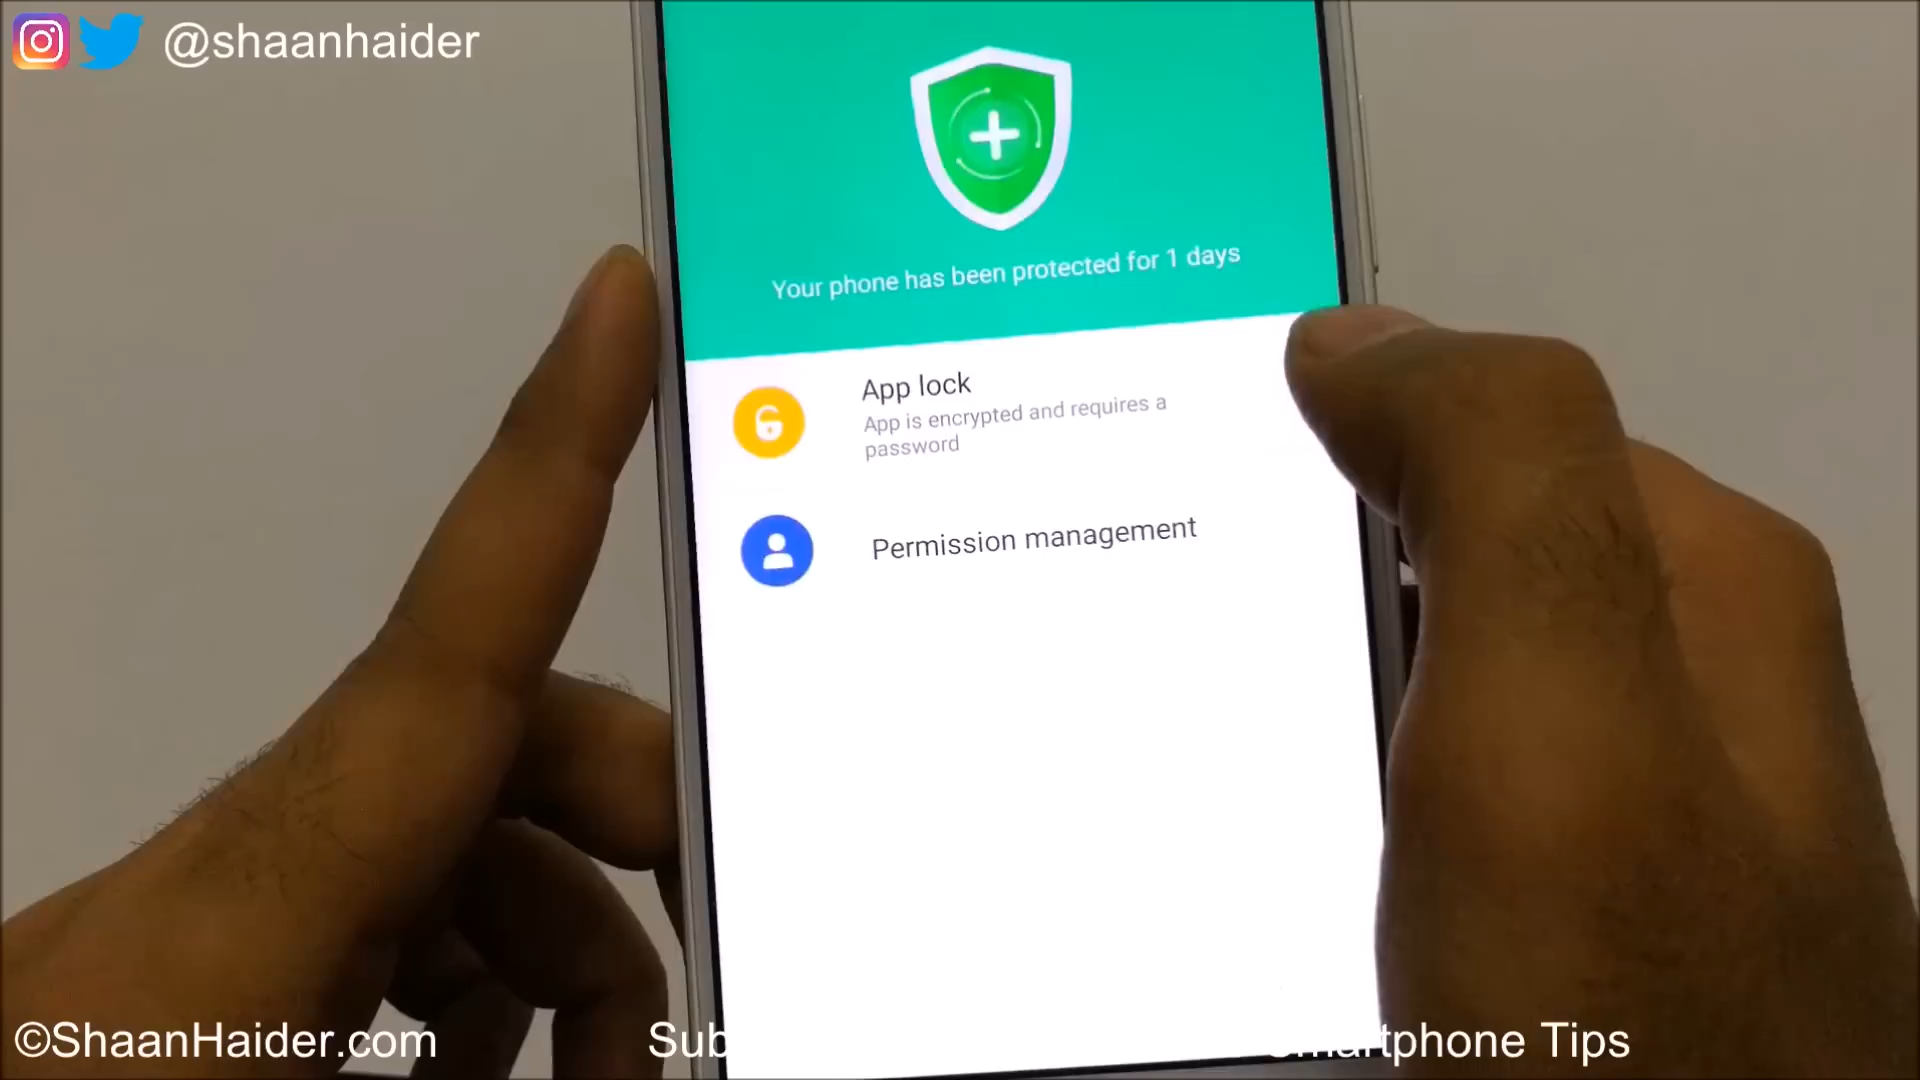 @shaanhaider
Your phone has been protected for 1 days
App lock
App is encrypted and requires a
password
Permission management
©ShaanHaider.com
Tips